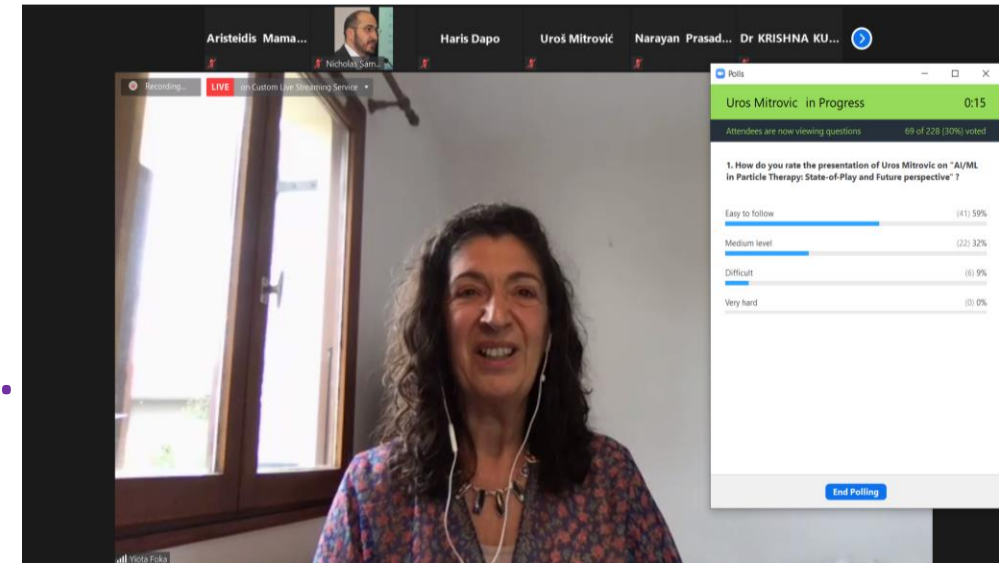 Aristeidis Mama...
Nicholas Sam...
Haris Dapo
Uroš Mitrović
Narayan Prasad...
Dr KRISHNA KU...
Recording...
LIVE on Custom Live Streaming Service
Polls
Uros Mitrovic in Progress 0:15
Attendees are now viewing questions 69 of 228 (30%) voted
1. How do you rate the presentation of Uros Mitrovic on "AI/ML
in Particle Therapy: State-of-Play and Future perspective" ?
Easy to follow (41) 59%
Medium level (22) 32%
Difficult (6) 9%
Very hard (0) 0%
End Polling
Yiota Foka